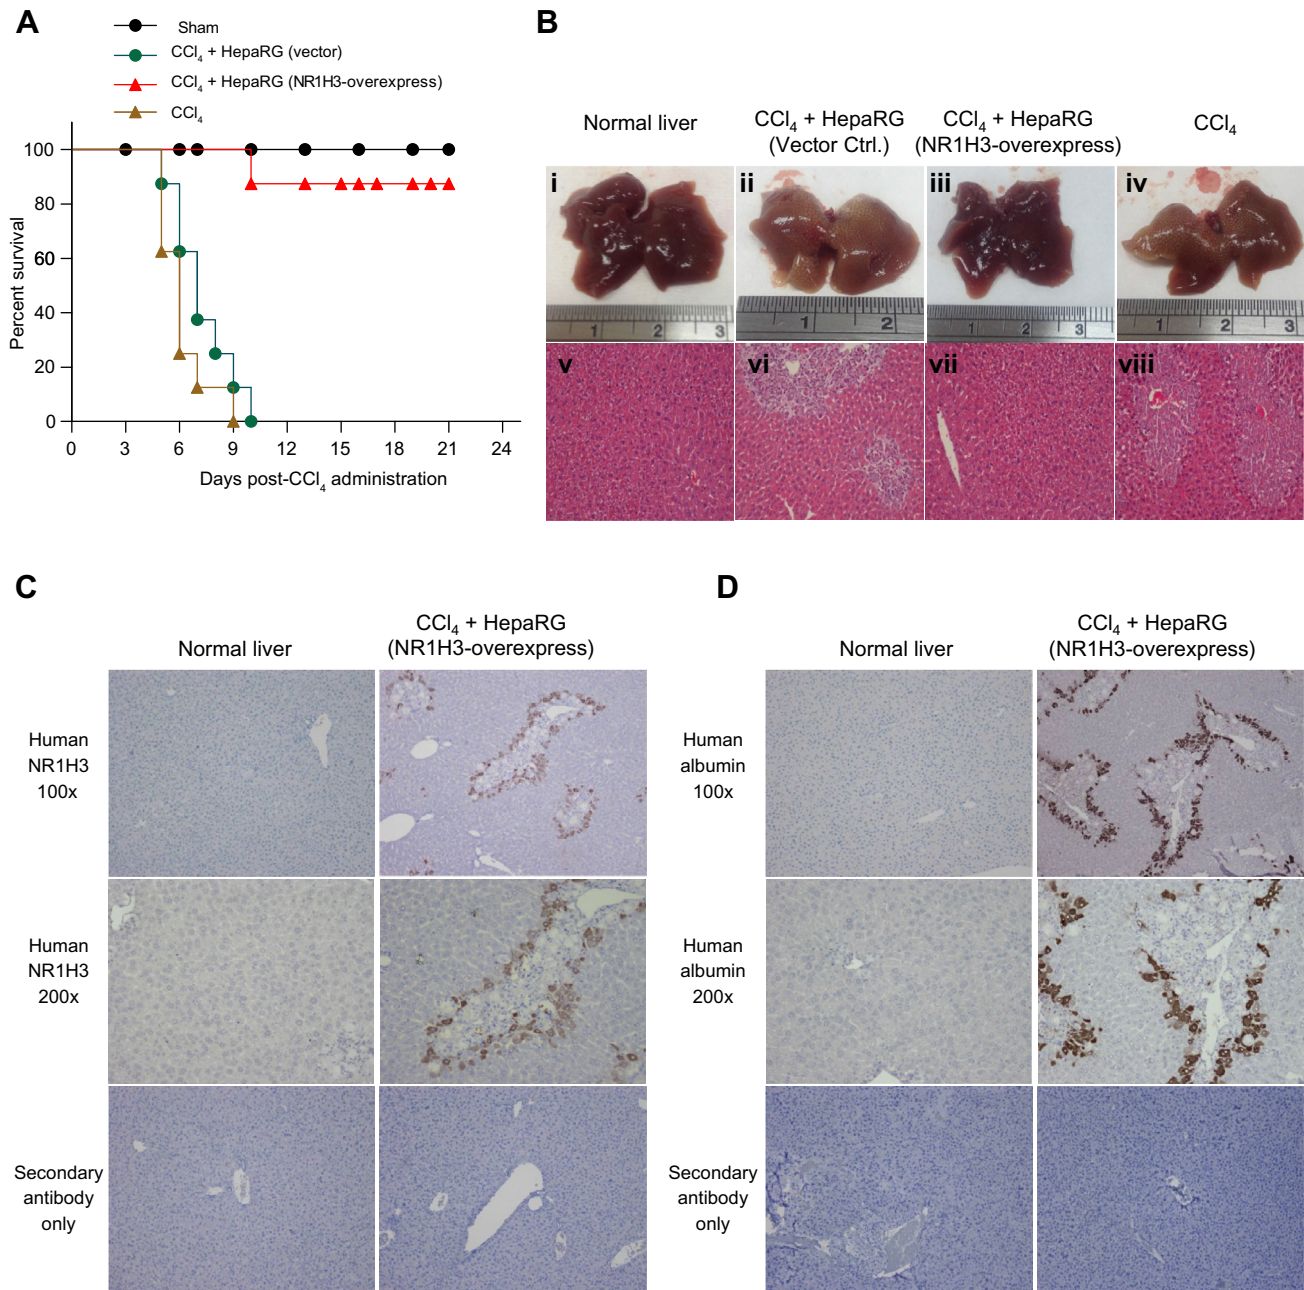 A
Sham
CCl4 + HepaRG (vector)
CCl4 + HepaRG (NR1H3-overexpress)
CCl4
Percent survival
100
80
60
40
20
0
0 3 6 9 12 15 18 21 24
Days post-CCl4 administration
B
Normal liver
CCl4 + HepaRG
(Vector Ctrl.)
CCl4 + HepaRG
(NR1H3-overexpress)
CCl4
i ii iii iv
1 2 3
1 2
1 2 3
1 2 3
v vi vii viii
C
Normal liver
CCl4 + HepaRG
(NR1H3-overexpress)
Human
NR1H3
100x
Human
NR1H3
200x
Secondary
antibody
only
D
Normal liver
CCl4 + HepaRG
(NR1H3-overexpress)
Human
albumin
100x
Human
albumin
200x
Secondary
antibody
only